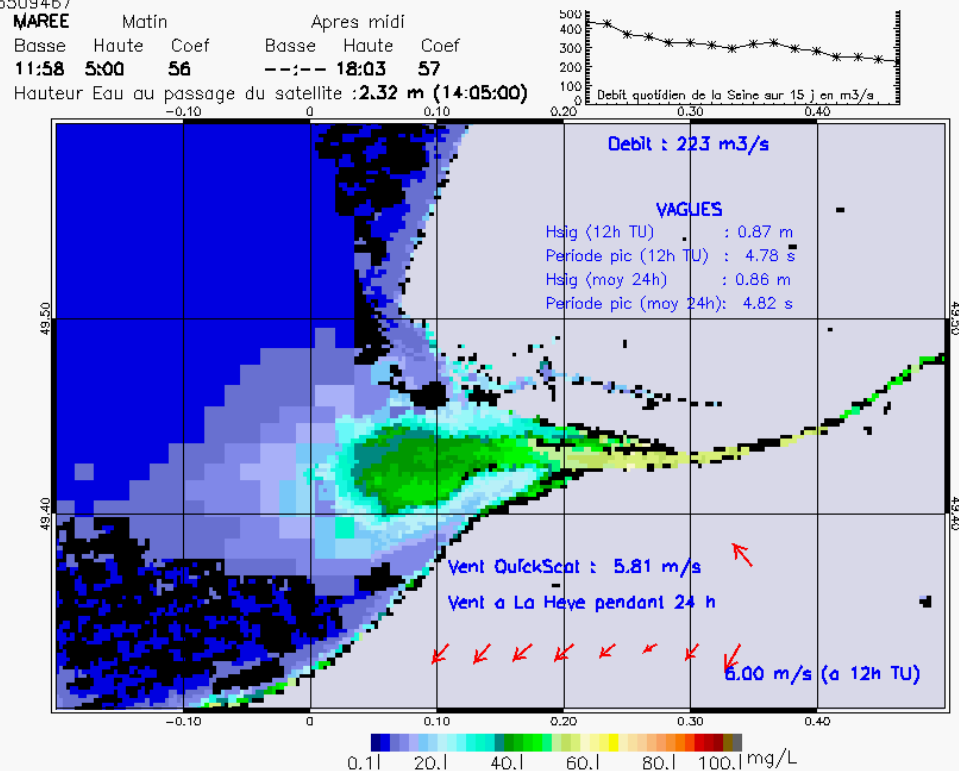 MAREE Matin Apres midi
Basse Haute Coef Basse Haute Coef
11:58 5:00 56 --:-- 18:03 57
Hauteur Eau au passage du satellite :2.32 m (14:05:00)
500
400
300
200
100
0
Debit quotidien de la Seine sur 15 j en m3/s
-0.10 0 0.10 0.20 0.30 0.40
Debit : 223 m3/s
VAGUES
Hsig (12h TU) : 0.87 m
Periode pic (12h TU) : 4.78 s
Hsig (moy 24h) : 0.86 m
Periode pic (moy 24h): 4.82 s
49.50 49.50
49.40 49.40
Vent QuickScat : 5.81 m/s
Vent a La Heve pendant 24 h
6.00 m/s (a 12h TU)
-0.10 0 0.10 0.20 0.30 0.40
0.1 20. 40. 60. 80. 100. mg/L